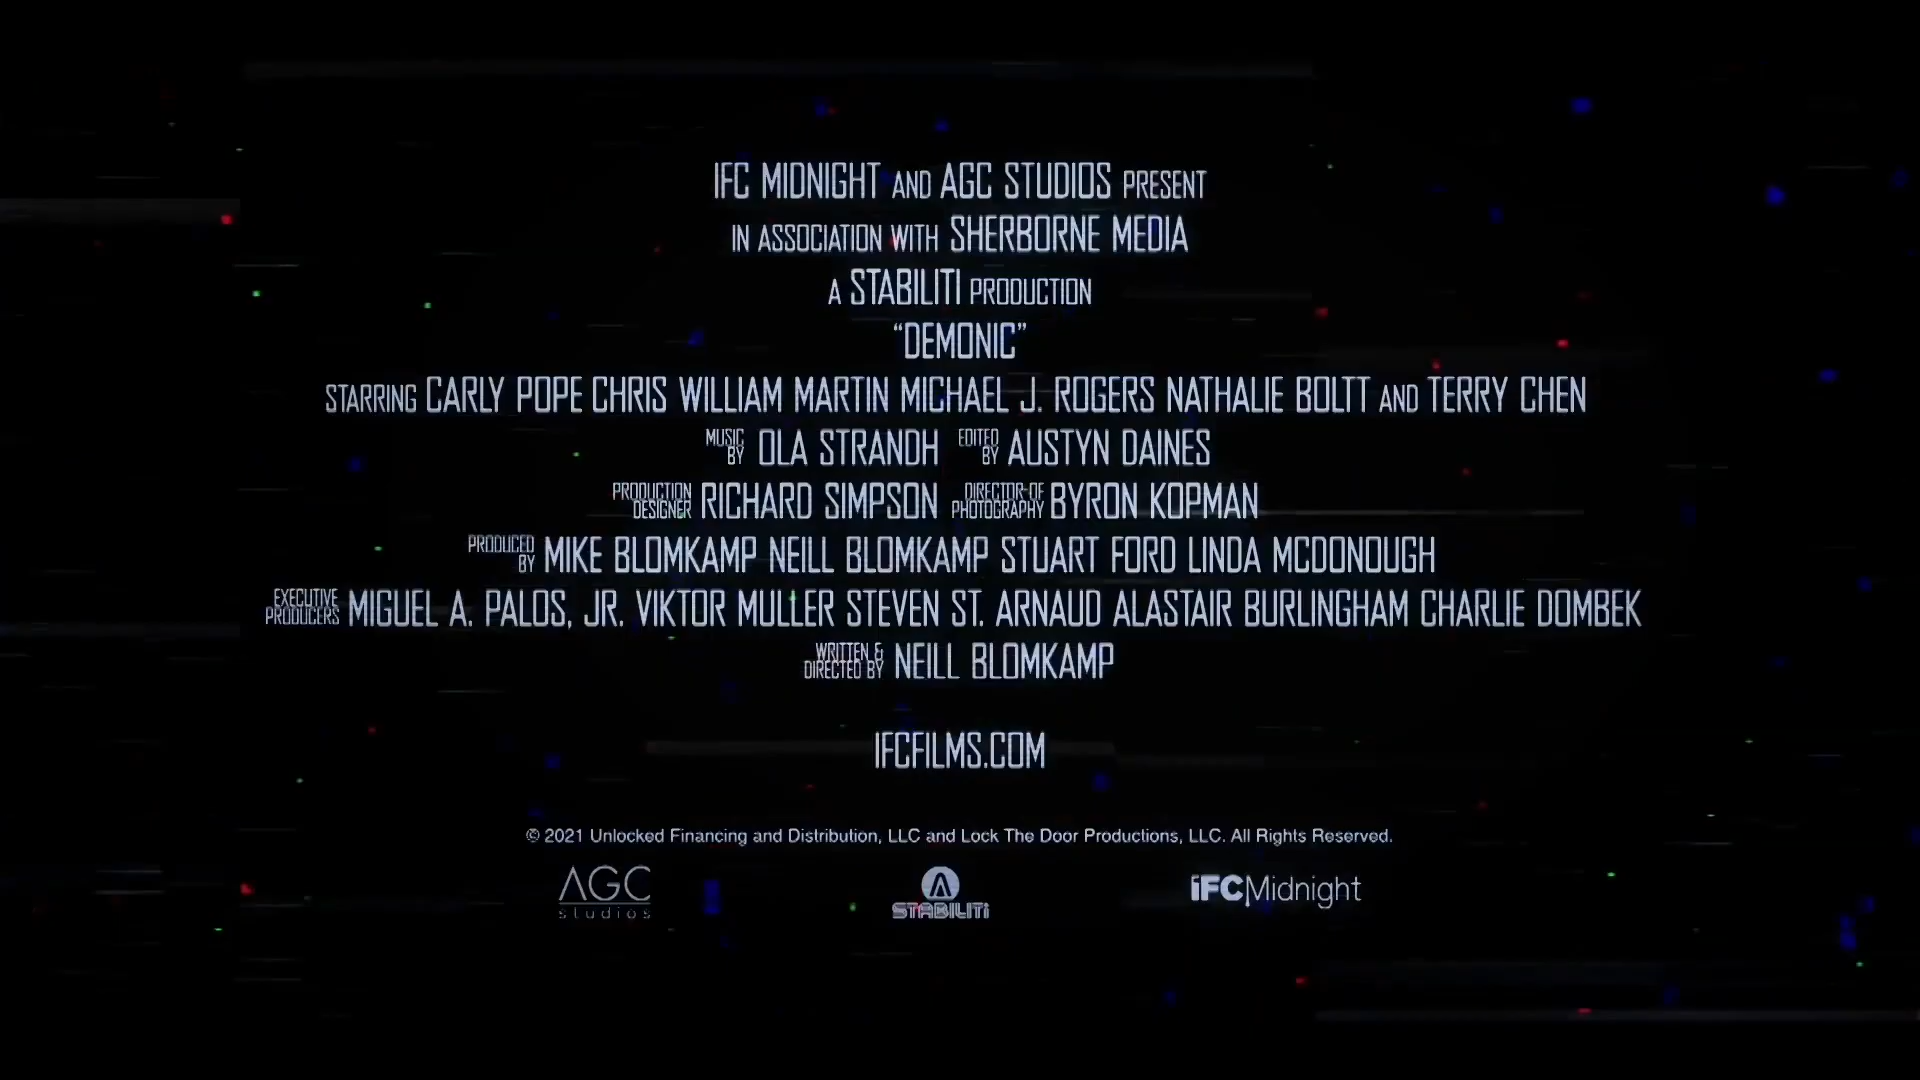 IFC MIDNIGHT AND AGC STUDIOS PRESENT
IN ASSOCIATION WITH SHERBORNE MEDIA
A STABILITI PRODUCTION
“DEMONIC”
STARRING CARLY POPE CHRIS WILLIAM MARTIN MICHAEL J. ROGERS NATHALIE BOLTT AND TERRY CHEN
MUSIC BY OLA STRANDH EDITED BY AUSTYN DAINES
PRODUCTION DESIGNER RICHARD SIMPSON DIRECTOR OF PHOTOGRAPHY BYRON KOPMAN
PRODUCED BY MIKE BLOMKAMP NEILL BLOMKAMP STUART FORD LINDA MCDONOUGH
EXECUTIVE PRODUCERS MIGUEL A. PALOS, JR. VIKTOR MULLER STEVEN ST. ARNAUD ALASTAIR BURLINGHAM CHARLIE DOMBEK
WRITTEN & DIRECTED BY NEILL BLOMKAMP
IFCFILMS.COM
© 2021 Unlocked Financing and Distribution, LLC and Lock The Door Productions, LLC. All Rights Reserved.
AGC studios
STABILITi
iFC Midnight